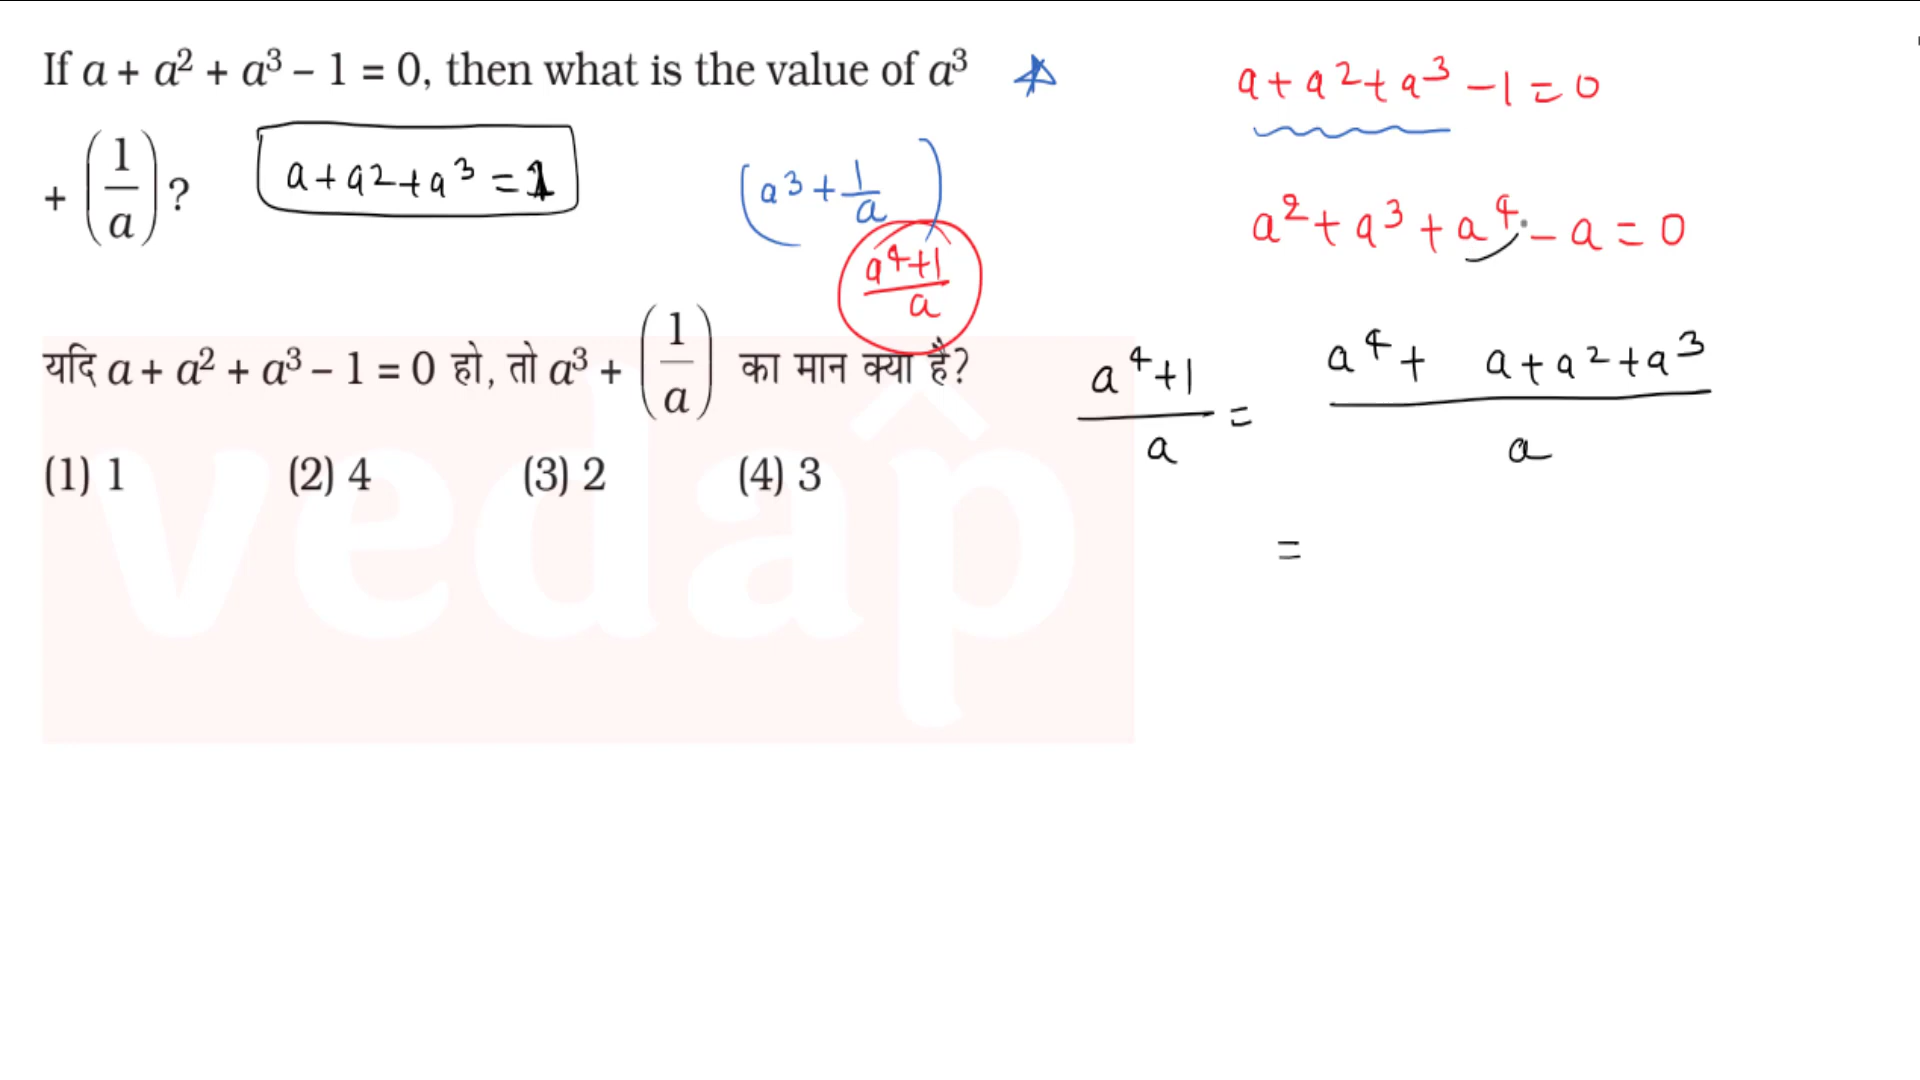 If a + a² + a³ – 1 = 0, then what is the value of a³
+ (1/a) ?
a + a² + a³ = 1
(a³ + 1/a)
(a⁴+1)/a
यदि a + a² + a³ – 1 = 0 हो, तो a³ + (1/a) का मान क्या है?
(1) 1 (2) 4 (3) 2 (4) 3
a + a² + a³ – 1 = 0
a² + a³ + a⁴ – a = 0
(a⁴+1)/a = (a⁴ + a + a² + a³)/a
=
vedap